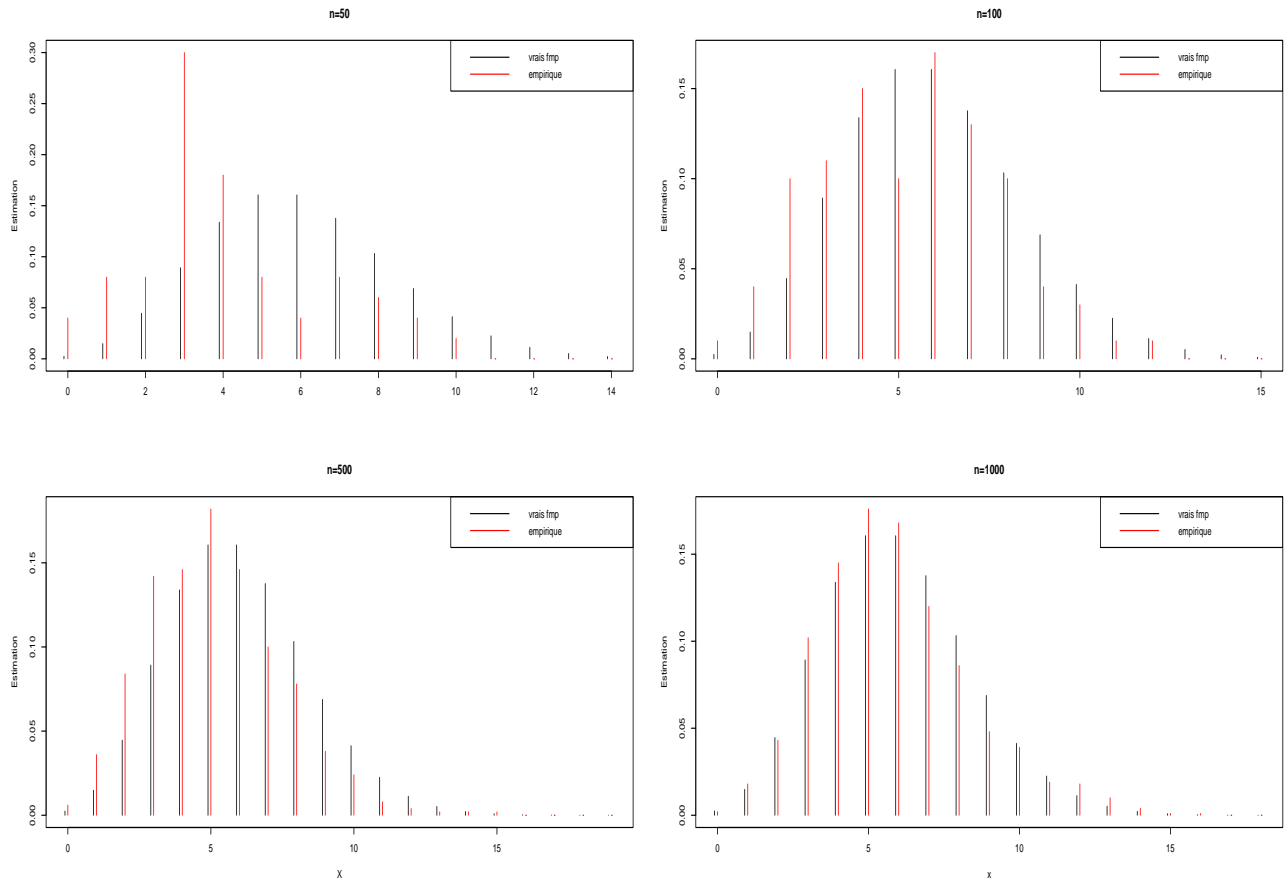 n=50
vrais fmp
empirique
Estimation
0.00 0.05 0.10 0.15 0.20 0.25 0.30
0 2 4 6 8 10 12 14
n=100
vrais fmp
empirique
Estimation
0.00 0.05 0.10 0.15
0 5 10 15
n=500
vrais fmp
empirique
Estimation
0.00 0.05 0.10 0.15
0 5 10 15
X
n=1000
vrais fmp
empirique
Estimation
0.00 0.05 0.10 0.15
0 5 10 15
x